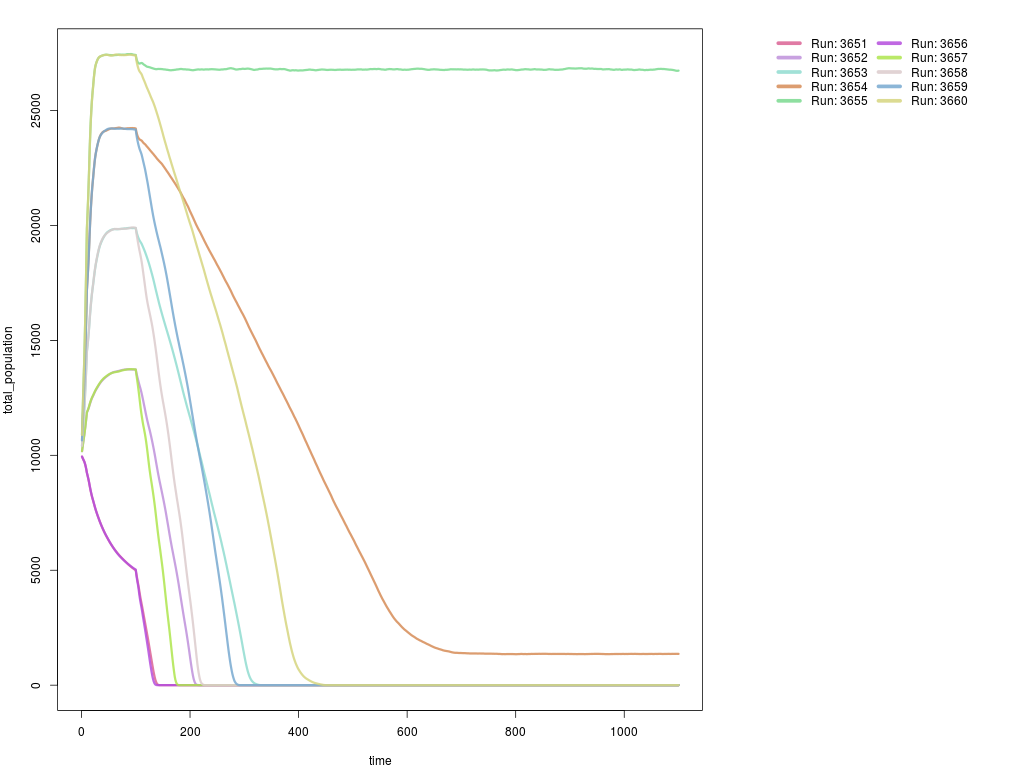 total_population
25000
20000
15000
10000
5000
0
0 200 400 600 800 1000
time
Run: 3651 Run: 3656
Run: 3652 Run: 3657
Run: 3653 Run: 3658
Run: 3654 Run: 3659
Run: 3655 Run: 3660